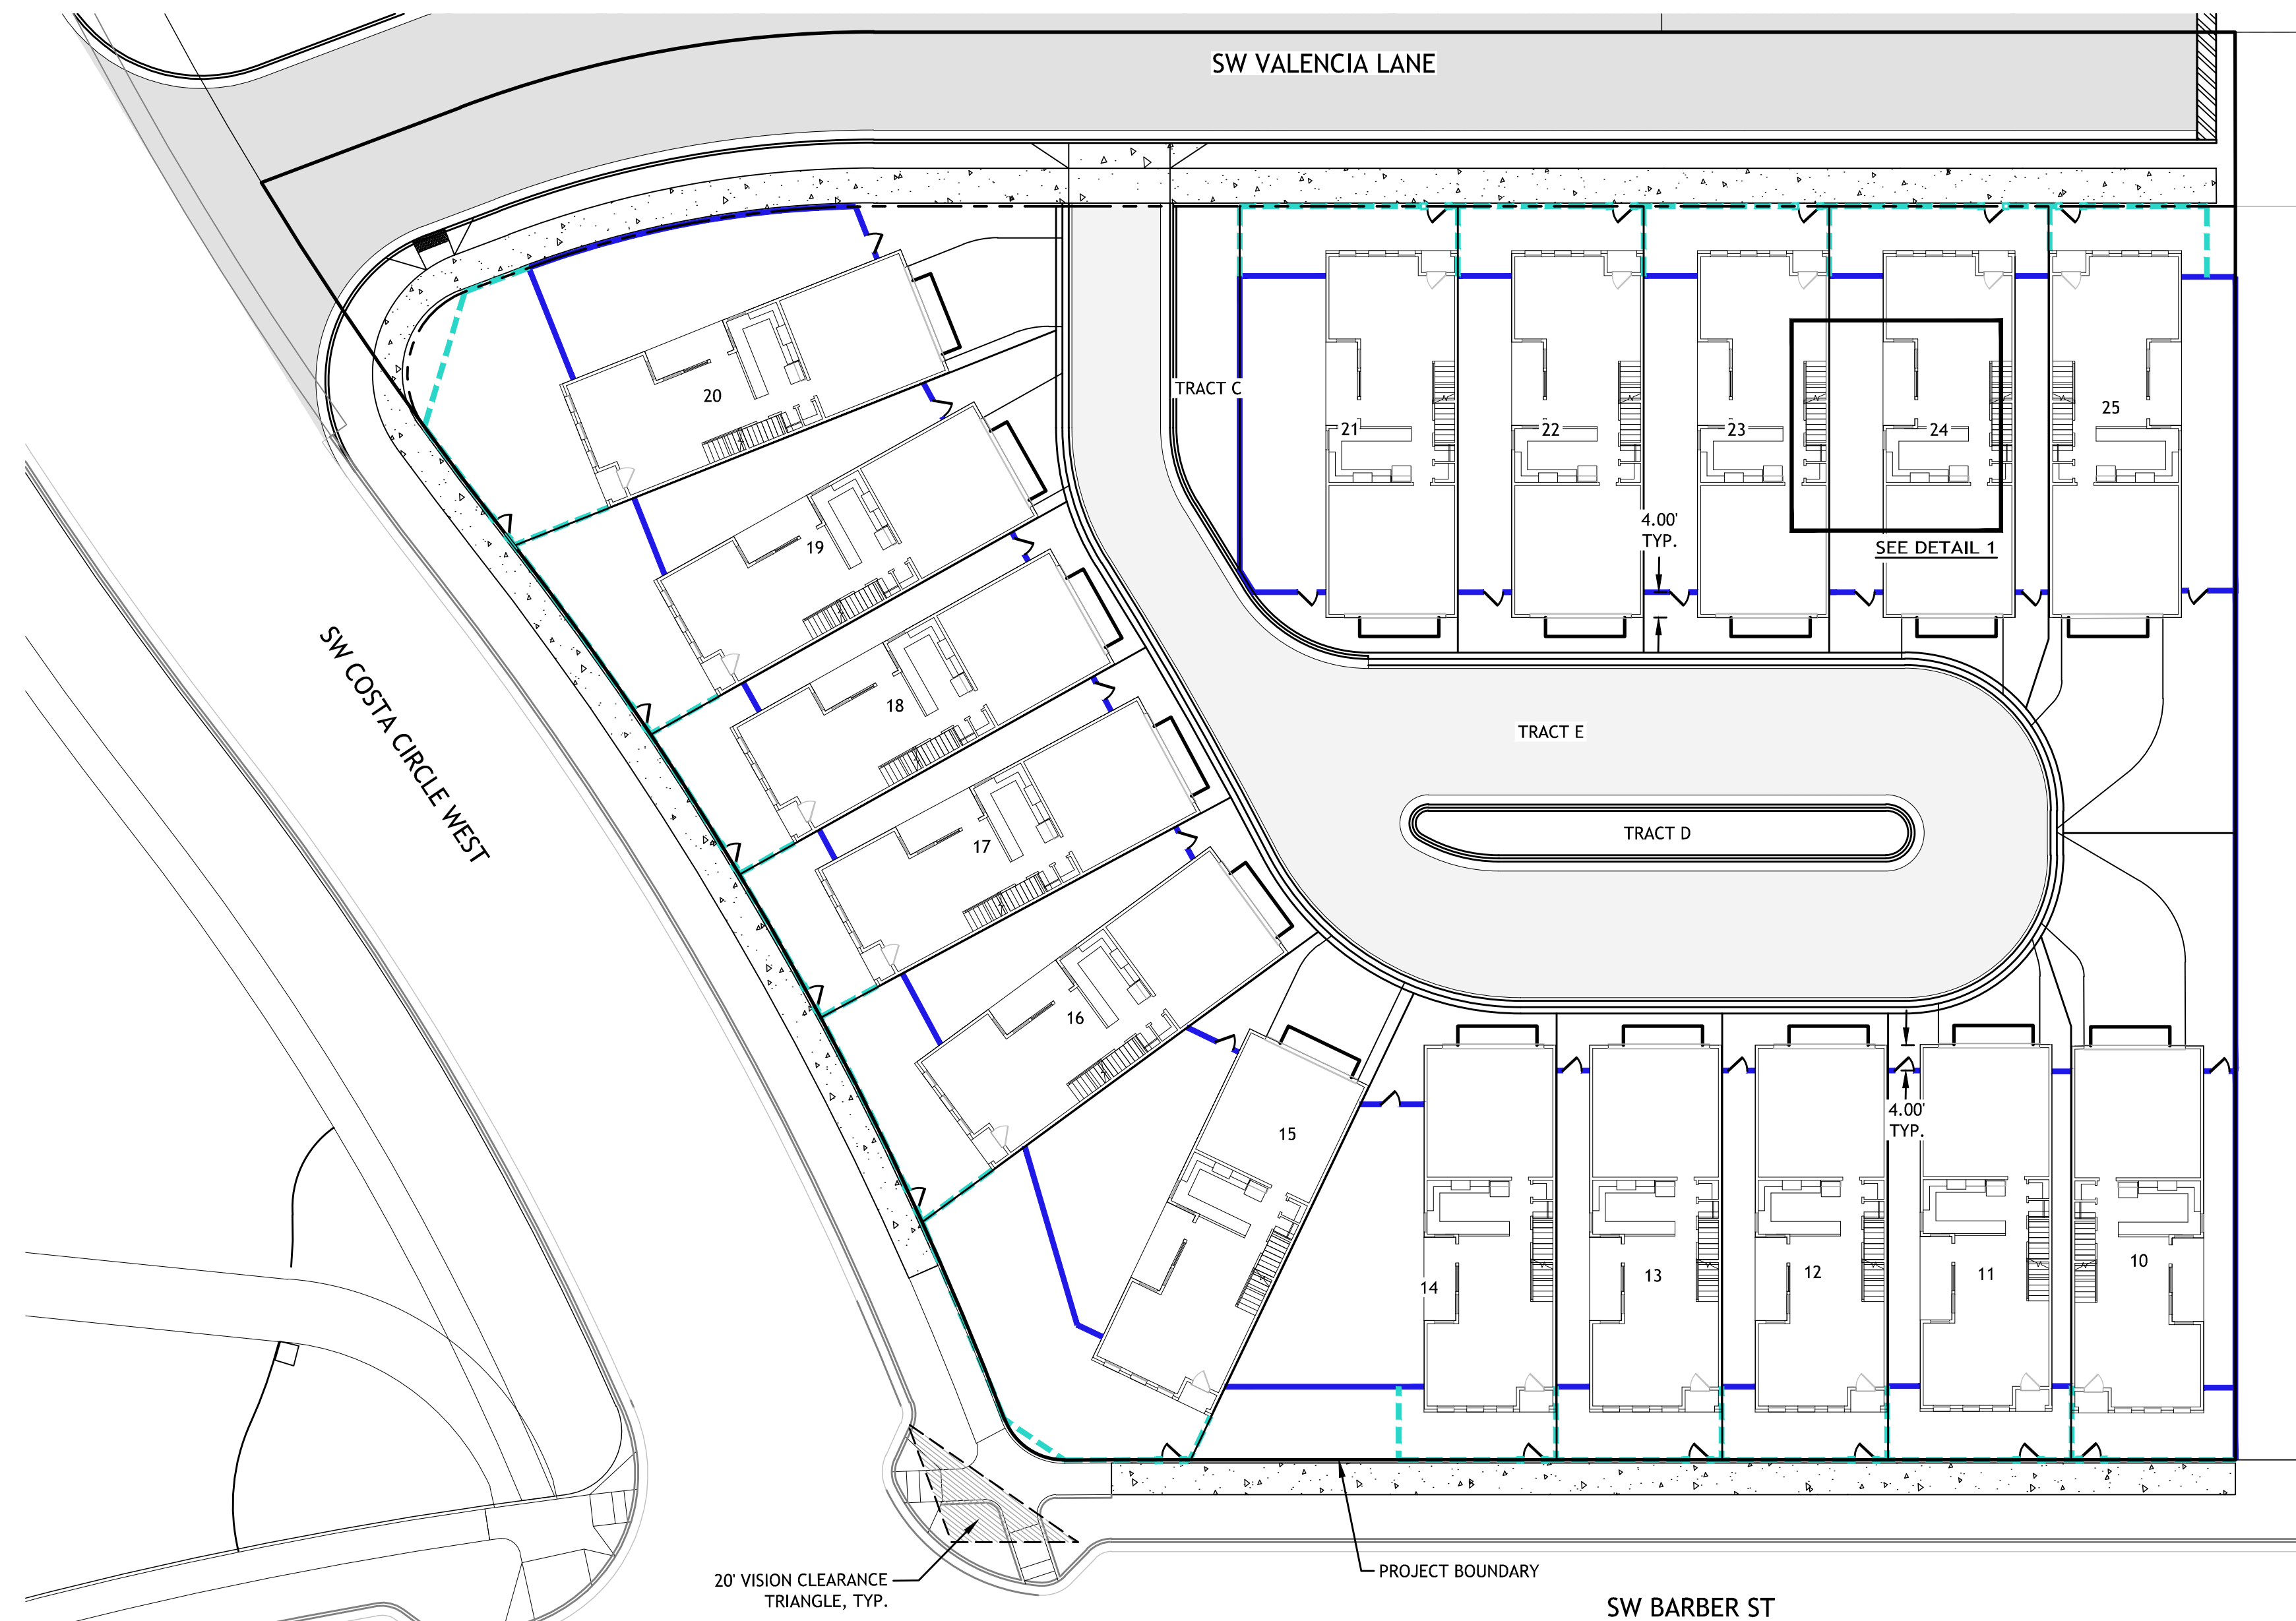 SW VALENCIA LANE
TRACT C
20
21
22
23
24
25
19
4.00'
TYP.
SEE DETAIL 1
SW COSTA CIRCLE WEST
18
TRACT E
17
TRACT D
16
15
4.00'
TYP.
14
13
12
11
10
20' VISION CLEARANCE
TRIANGLE, TYP.
PROJECT BOUNDARY
SW BARBER ST